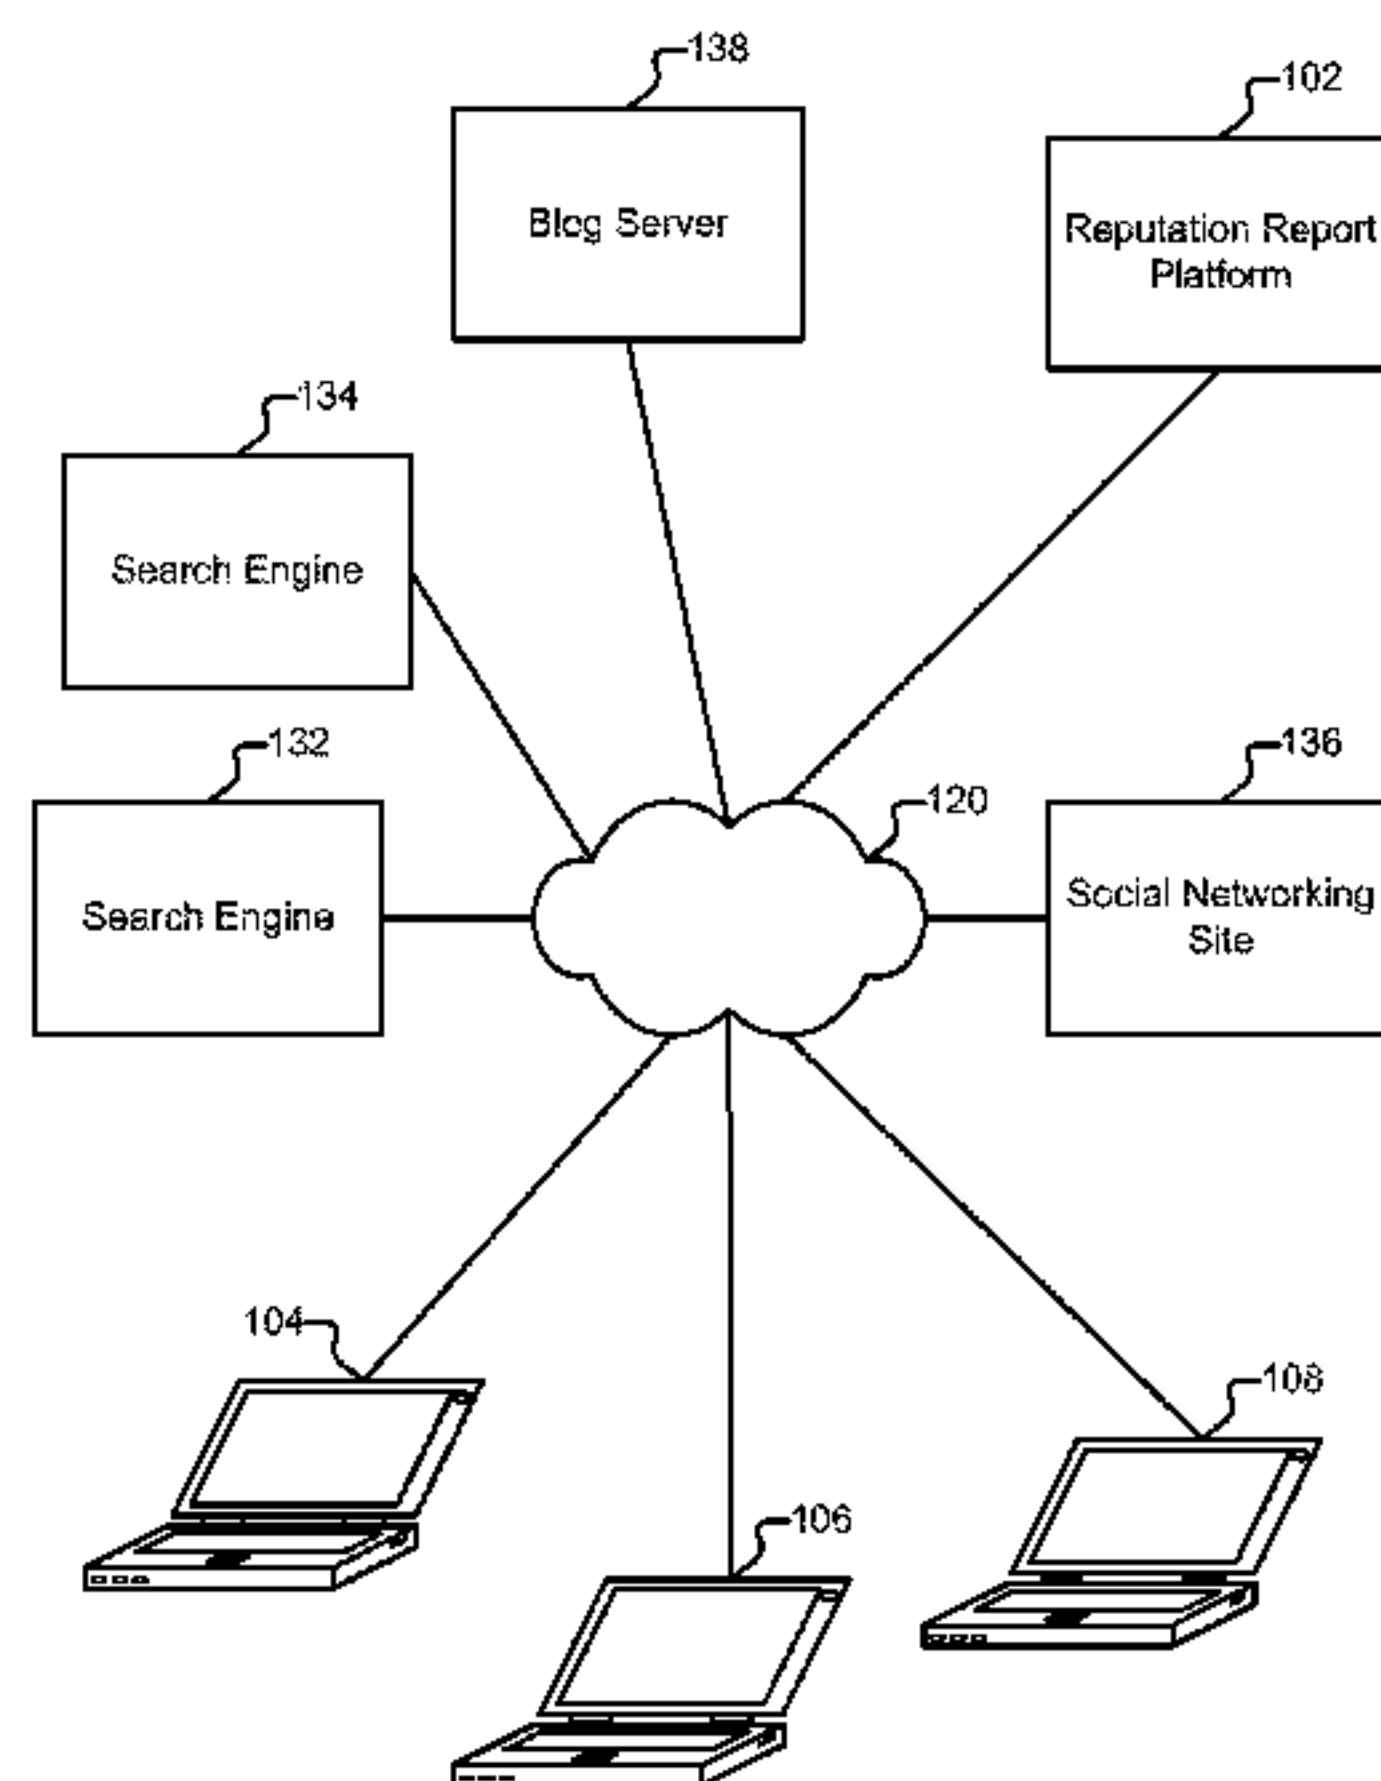 138
102
Blog Server
Reputation Report
Platform
134
Search Engine
132
136
120
Search Engine
Social Networking
Site
104
108
106